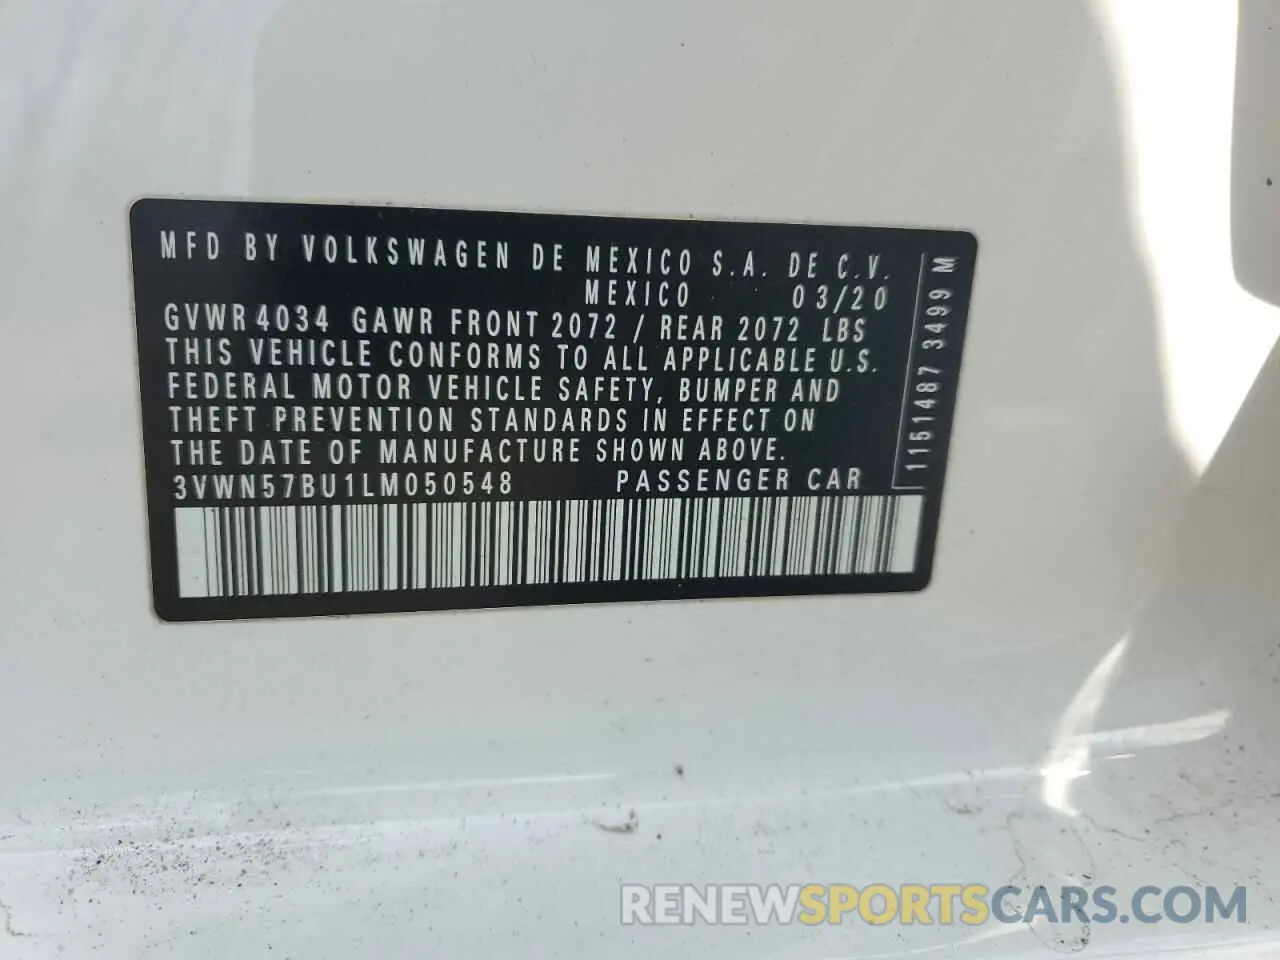 MFD BY VOLKSWAGEN DE MEXICO S.A. DE C.V.
MEXICO 03/20
GVWR 4034 GAWR FRONT 2072 / REAR 2072 LBS
THIS VEHICLE CONFORMS TO ALL APPLICABLE U.S.
FEDERAL MOTOR VEHICLE SAFETY, BUMPER AND
THEFT PREVENTION STANDARDS IN EFFECT ON
THE DATE OF MANUFACTURE SHOWN ABOVE.
3VWN57BU1LM050548 PASSENGER CAR
1151487 3499 M
RENEWSPORTSCARS.COM